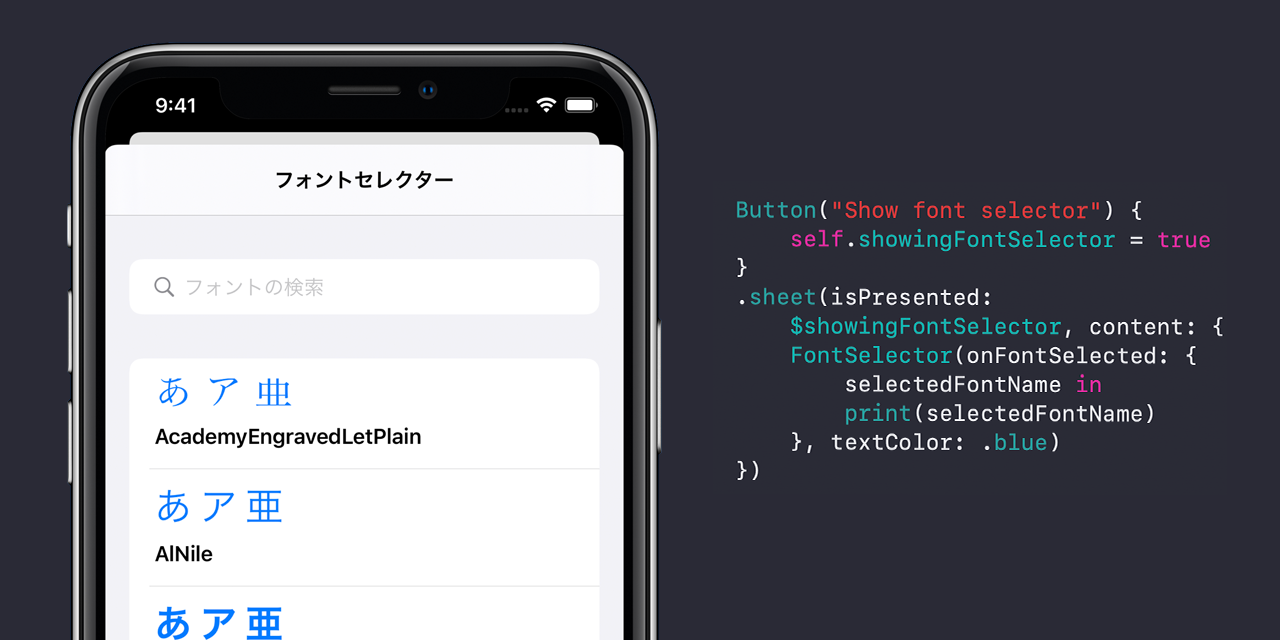 9:41
フォントセレクター
フォントの検索
あ ア 亜
AcademyEngravedLetPlain
あ ア 亜
AlNile
あ ア 亜
Button("Show font selector") {
    self.showingFontSelector = true
}
.sheet(isPresented:
    $showingFontSelector, content: {
    FontSelector(onFontSelected: {
        selectedFontName in
        print(selectedFontName)
    }, textColor: .blue)
})